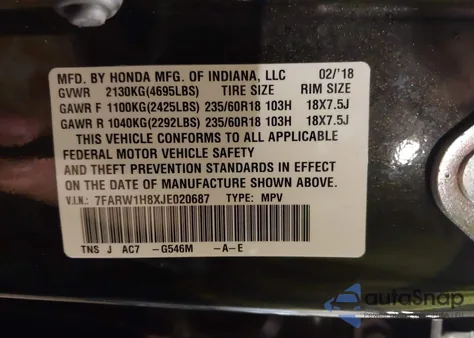 MFD. BY HONDA MFG. OF INDIANA, LLC 02/'18
GVWR 2130KG(4695LBS) TIRE SIZE RIM SIZE
GAWR F 1100KG(2425LBS) 235/60R18 103H 18X7.5J
GAWR R 1040KG(2292LBS) 235/60R18 103H 18X7.5J
THIS VEHICLE CONFORMS TO ALL APPLICABLE
FEDERAL MOTOR VEHICLE SAFETY
AND THEFT PREVENTION STANDARDS IN EFFECT
ON THE DATE OF MANUFACTURE SHOWN ABOVE.
V.I.N.: 7FARW1H8XJE020687 TYPE: MPV
TNS J AC7 -G546M -A-E
autoSnap